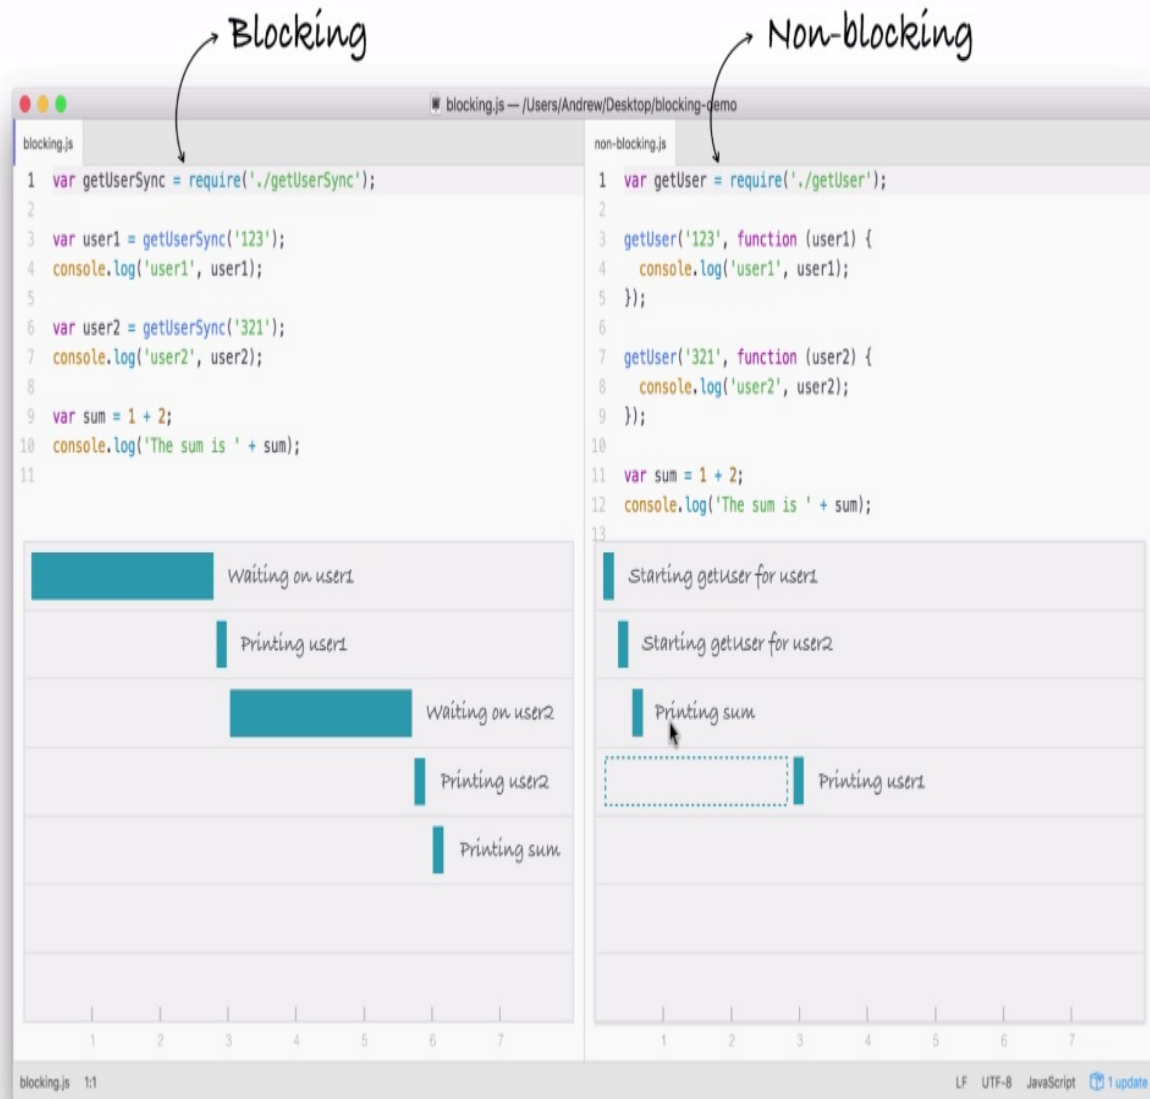 Blocking
Non-blocking
blocking.js — /Users/Andrew/Desktop/blocking-demo
blocking.js
1 var getUserSync = require('./getUserSync');
2
3 var user1 = getUserSync('123');
4 console.log('user1', user1);
5
6 var user2 = getUserSync('321');
7 console.log('user2', user2);
8
9 var sum = 1 + 2;
10 console.log('The sum is ' + sum);
11
Waiting on user1
Printing user1
Waiting on user2
Printing user2
Printing sum
1 2 3 4 5 6 7
non-blocking.js
1 var getUser = require('./getUser');
2
3 getUser('123', function (user1) {
4 console.log('user1', user1);
5 });
6
7 getUser('321', function (user2) {
8 console.log('user2', user2);
9 });
10
11 var sum = 1 + 2;
12 console.log('The sum is ' + sum);
13
Starting getUser for user1
Starting getUser for user2
Printing sum
Printing user1
1 2 3 4 5 6 7
blocking.js 1:1
LF UTF-8 JavaScript 1 update